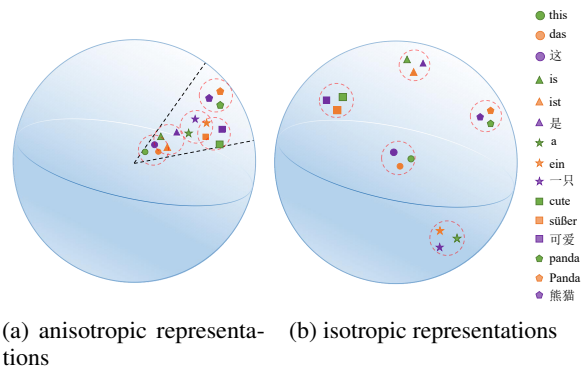 this
das
这
is
ist
是
a
ein
一只
cute
süßer
可爱
panda
Panda
熊猫
(a) anisotropic representa-
tions
(b) isotropic representations